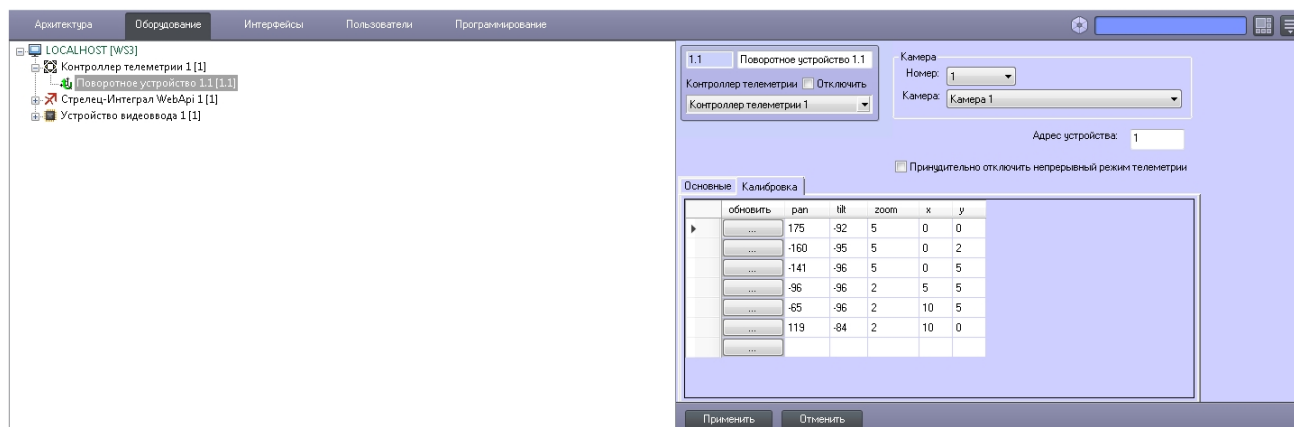 Архитектура Оборудование Интерфейсы Пользователи Программирование
LOCALHOST [WS3]
Контроллер телеметрии 1 [1]
Поворотное устройство 1.1 [1.1]
Стрелец-Интеграл WebApi 1 [1]
Устройство видеоввода 1 [1]
1.1 Поворотное устройство 1.1
Контроллер телеметрии Отключить
Контроллер телеметрии 1
Камера
Номер: 1
Камера: Камера 1
Адрес устройства: 1
Принудительно отключить непрерывный режим телеметрии
Основные Калибровка
обновить pan tilt zoom x y
... 175 -92 5 0 0
... -160 -95 5 0 2
... -141 -96 5 0 5
... -96 -96 2 5 5
... -65 -96 2 10 5
... 119 -84 2 10 0
...
Применить Отменить